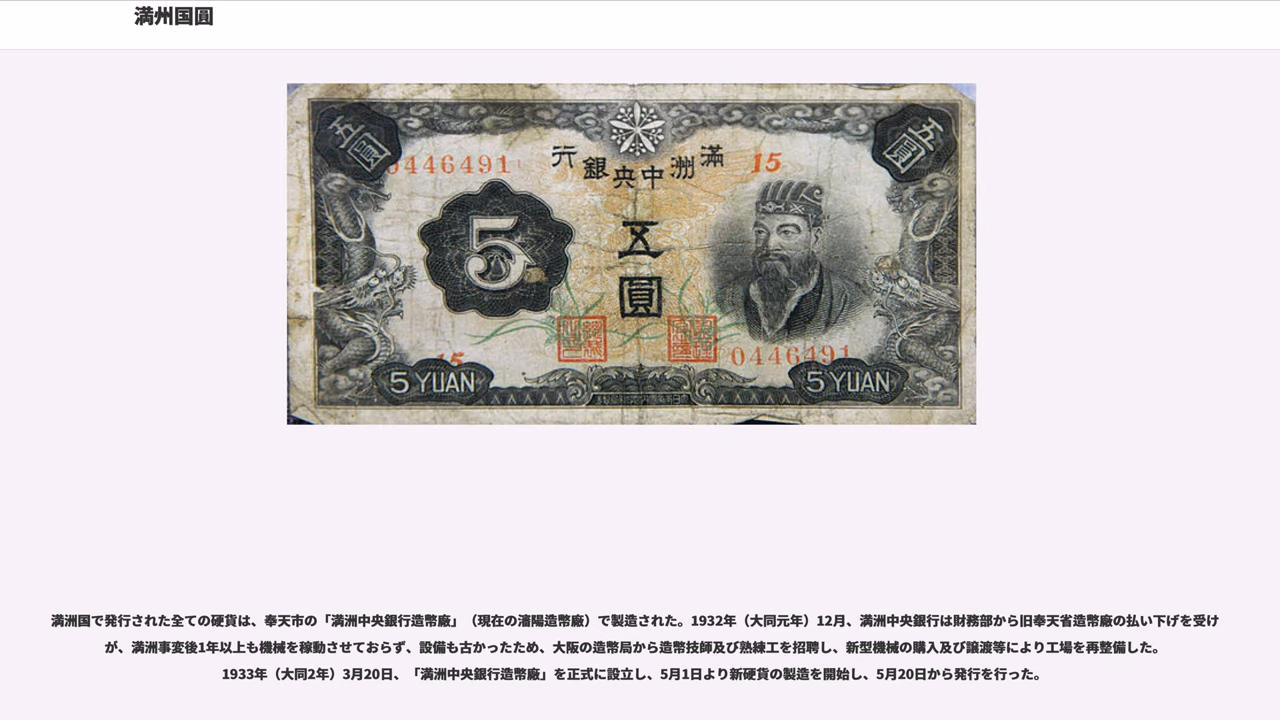 満州国圓
五圓
五圓
0446491
行銀央中洲滿
15
5
五
圓
15
0446491
5 YUAN
5 YUAN
満洲国で発行された全ての硬貨は、奉天市の「満洲中央銀行造幣廠」（現在の瀋陽造幣廠）で製造された。1932年（大同元年）12月、満洲中央銀行は財務部から旧奉天省造幣廠の払い下げを受け
が、満洲事変後1年以上も機械を稼動させておらず、設備も古かったため、大阪の造幣局から造幣技師及び熟練工を招聘し、新型機械の購入及び譲渡等により工場を再整備した。
1933年（大同2年）3月20日、「満洲中央銀行造幣廠」を正式に設立し、5月1日より新硬貨の製造を開始し、5月20日から発行を行った。